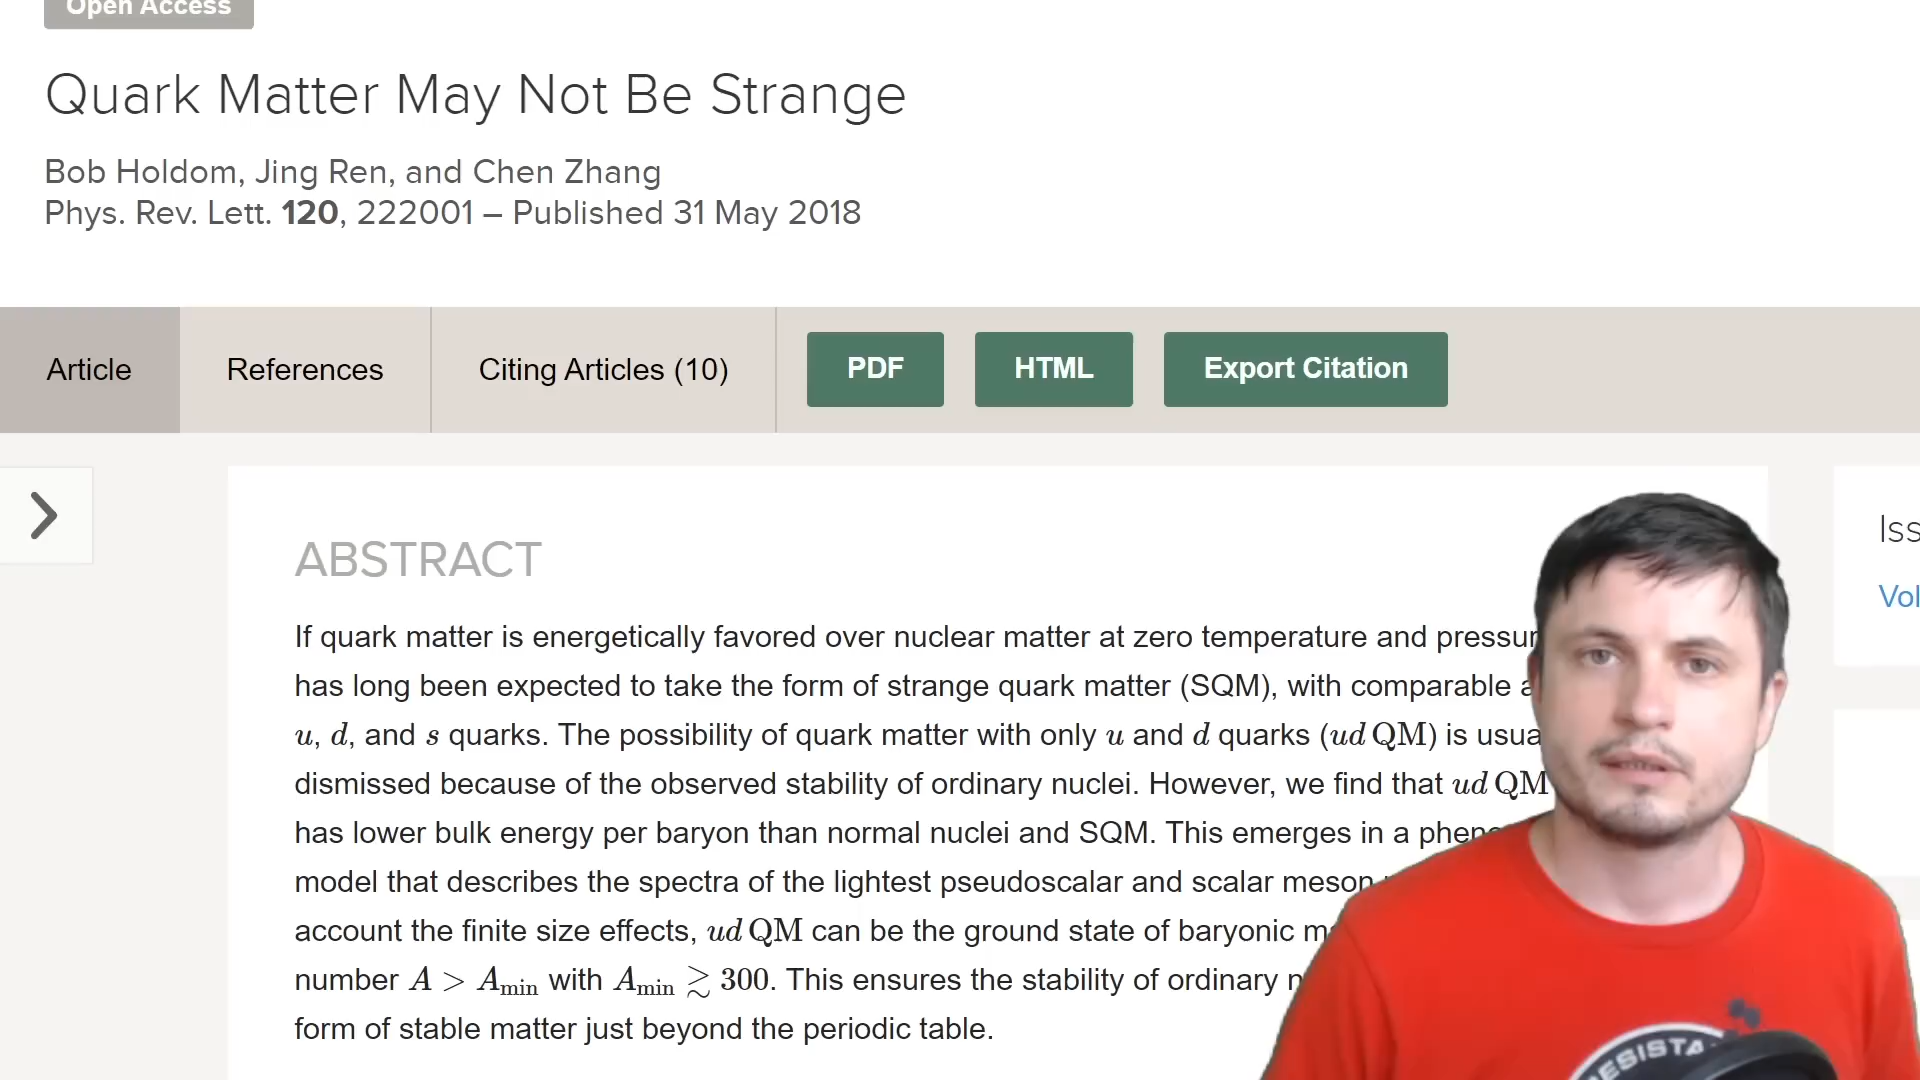 Open Access
Quark Matter May Not Be Strange
Bob Holdom, Jing Ren, and Chen Zhang
Phys. Rev. Lett. 120, 222001 – Published 31 May 2018
Article References Citing Articles (10) PDF HTML Export Citation
ABSTRACT
If quark matter is energetically favored over nuclear matter at zero temperature and
has long been expected to take the form of strange quark matter (SQM), with comparable
u, d, and s quarks. The possibility of quark matter with only u and d quarks (ud QM) is
dismissed because of the observed stability of ordinary nuclei. However, we find that ud QM
has lower bulk energy per baryon than normal nuclei and SQM. This emerges in a
model that describes the spectra of the lightest pseudoscalar and scalar meson
account the finite size effects, ud QM can be the ground state of baryonic
number A > Amin with Amin ≳ 300. This ensures the stability of ordinary
form of stable matter just beyond the periodic table.